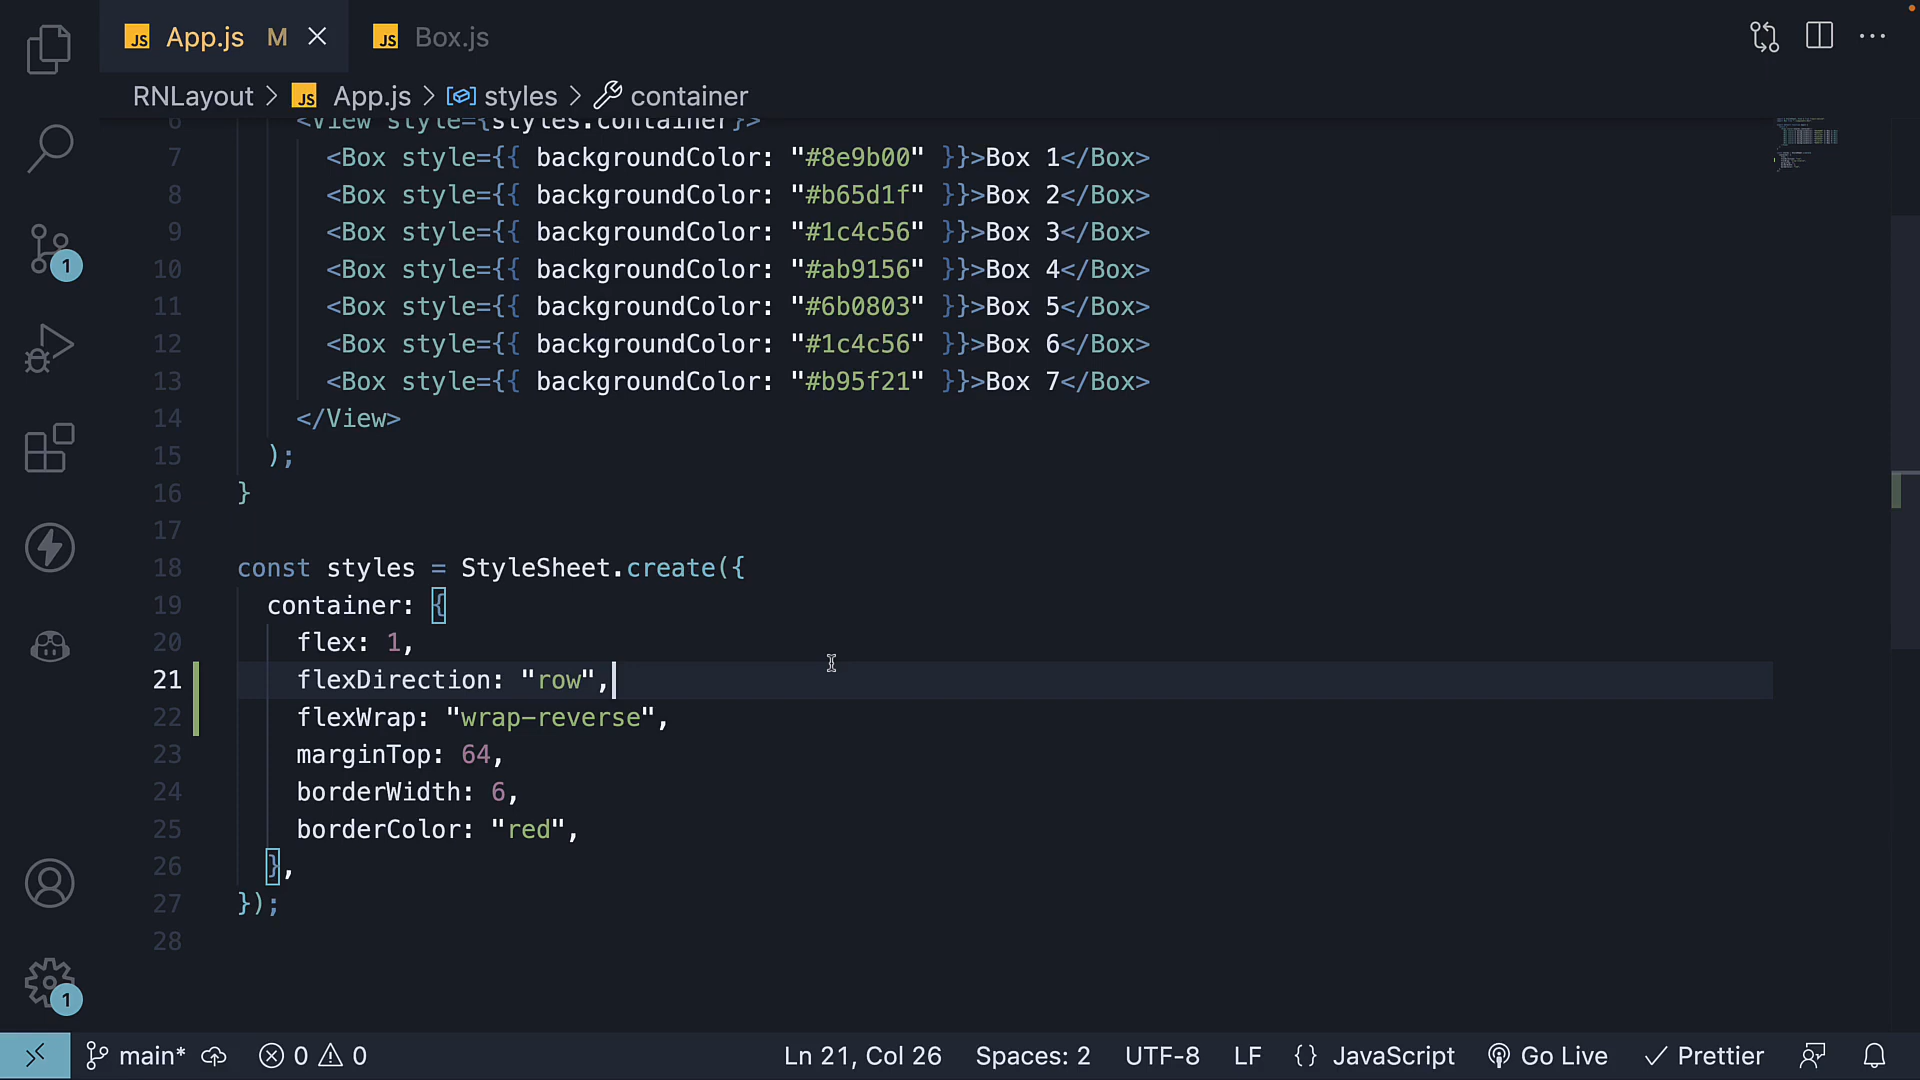 JS App.js M
JS Box.js
RNLayout > JS App.js > styles > container
6 <View style={styles.container}>
7 <Box style={{ backgroundColor: "#8e9b00" }}>Box 1</Box>
8 <Box style={{ backgroundColor: "#b65d1f" }}>Box 2</Box>
9 <Box style={{ backgroundColor: "#1c4c56" }}>Box 3</Box>
10 <Box style={{ backgroundColor: "#ab9156" }}>Box 4</Box>
11 <Box style={{ backgroundColor: "#6b0803" }}>Box 5</Box>
12 <Box style={{ backgroundColor: "#1c4c56" }}>Box 6</Box>
13 <Box style={{ backgroundColor: "#b95f21" }}>Box 7</Box>
14 </View>
15 );
16 }
17
18 const styles = StyleSheet.create({
19 container: {
20 flex: 1,
21 flexDirection: "row",
22 flexWrap: "wrap-reverse",
23 marginTop: 64,
24 borderWidth: 6,
25 borderColor: "red",
26 },
27 });
28
1
1
main* 0 0 Ln 21, Col 26 Spaces: 2 UTF-8 LF {} JavaScript Go Live Prettier